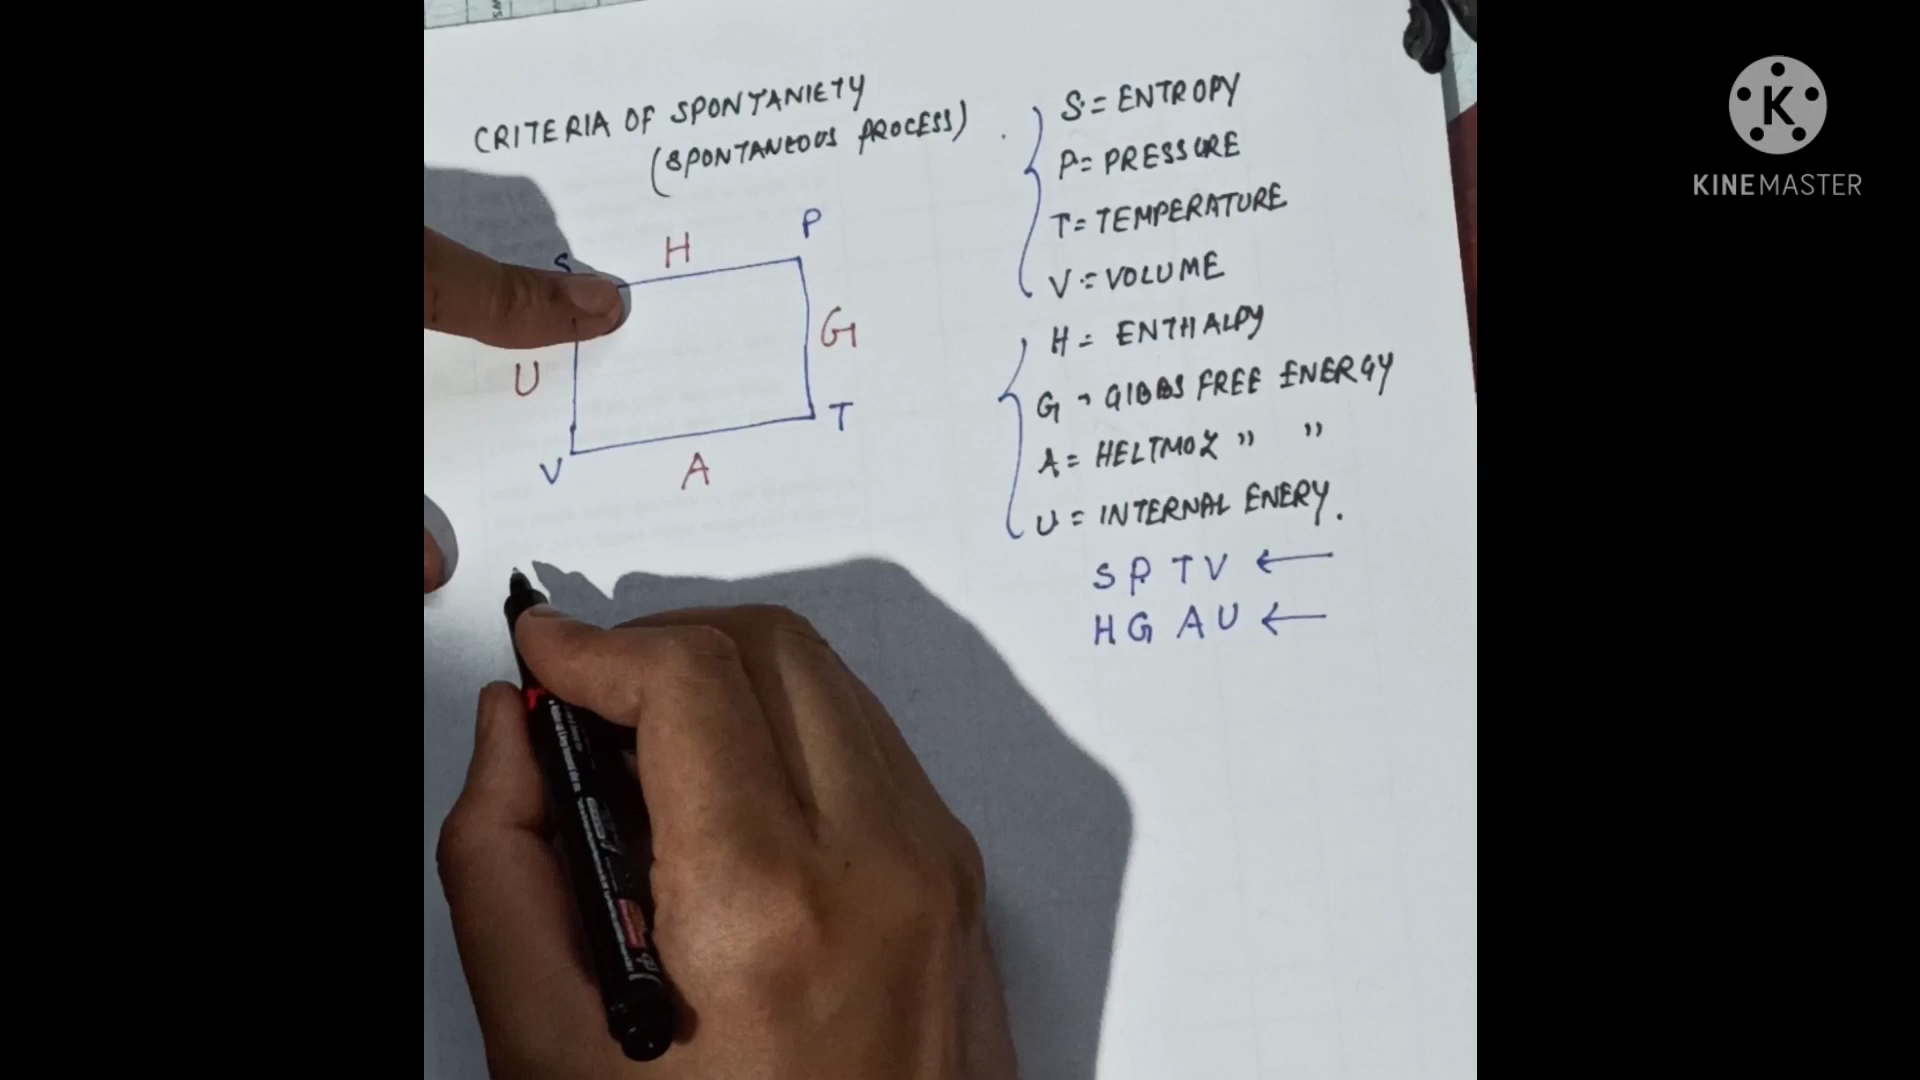 CRITERIA OF SPONTANIETY
(SPONTANEOUS PROCESS)
S
H
P
U
G
V
A
T
S = ENTROPY
P = PRESSURE
T = TEMPERATURE
V = VOLUME
H = ENTHALPY
G = GIBBS FREE ENERGY
A = HELTMOZ " "
U = INTERNAL ENERY.
S P T V ←
H G A U ←
K
KINEMASTER